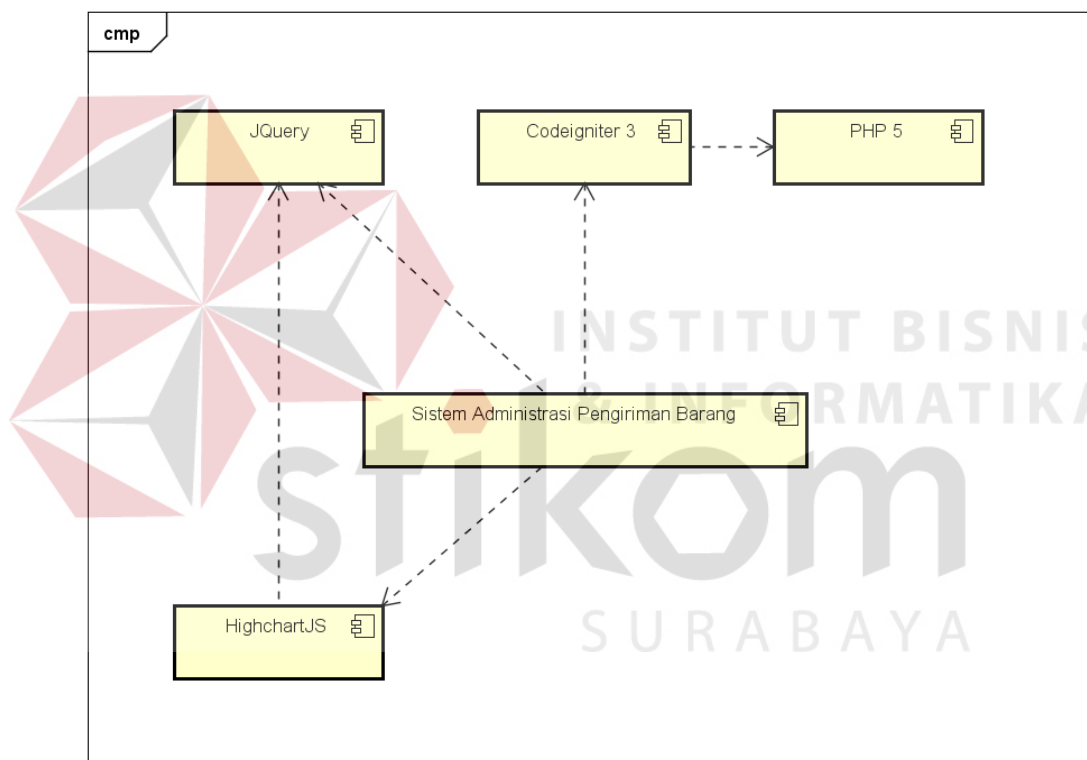 cmp
JQuery
Codeigniter 3
PHP 5
Sistem Administrasi Pengiriman Barang
HighchartJS
INSTITUT BISNIS
& INFORMATIKA
stikom
SURABAYA